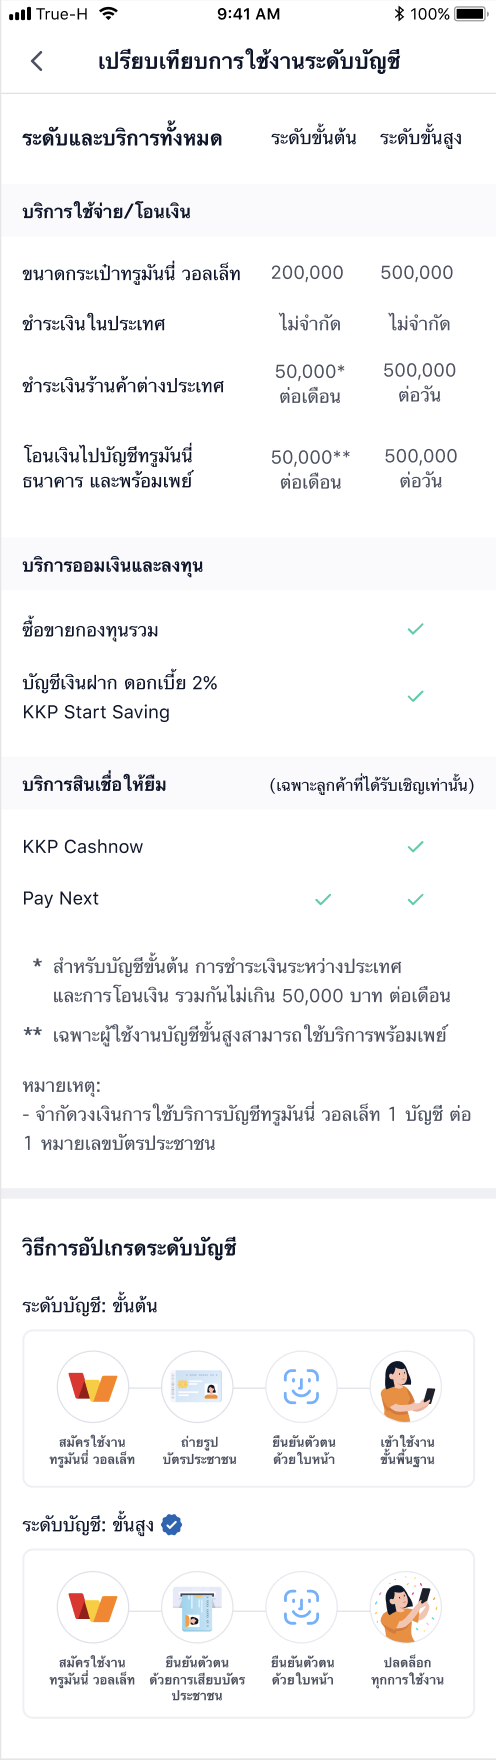 True-H 9:41 AM 100%
เปรียบเทียบการใช้งานระดับบัญชี
ระดับและบริการทั้งหมด ระดับขั้นต้น ระดับขั้นสูง
บริการใช้จ่าย/โอนเงิน
ขนาดกระเป๋าทรูมันนี่ วอลเล็ท 200,000 500,000
ชำระเงินในประเทศ ไม่จำกัด ไม่จำกัด
ชำระเงินร้านค้าต่างประเทศ
50,000*
ต่อเดือน
500,000
ต่อวัน
โอนเงินไปบัญชีทรูมันนี่
ธนาคาร และพร้อมเพย์
50,000**
ต่อเดือน
500,000
ต่อวัน
บริการออมเงินและลงทุน
ซื้อขายกองทุนรวม
บัญชีเงินฝาก ดอกเบี้ย 2%
KKP Start Saving
บริการสินเชื่อให้ยืม (เฉพาะลูกค้าที่ได้รับเชิญเท่านั้น)
KKP Cashnow
Pay Next
* สำหรับบัญชีขั้นต้น การชำระเงินระหว่างประเทศ
และการโอนเงิน รวมกันไม่เกิน 50,000 บาท ต่อเดือน
** เฉพาะผู้ใช้งานบัญชีขั้นสูงสามารถใช้บริการพร้อมเพย์
หมายเหตุ:
- จำกัดวงเงินการใช้บริการบัญชีทรูมันนี่ วอลเล็ท 1 บัญชี ต่อ
1 หมายเลขบัตรประชาชน
วิธีการอัปเกรดระดับบัญชี
ระดับบัญชี: ขั้นต้น
สมัครใช้งาน
ทรูมันนี่ วอลเล็ท
ถ่ายรูป
บัตรประชาชน
ยืนยันตัวตน
ด้วยใบหน้า
เข้าใช้งาน
ขั้นพื้นฐาน
ระดับบัญชี: ขั้นสูง
สมัครใช้งาน
ทรูมันนี่ วอลเล็ท
ยืนยันตัวตน
ด้วยการเสียบบัตร
ประชาชน
ยืนยันตัวตน
ด้วยใบหน้า
ปลดล็อก
ทุกการใช้งาน